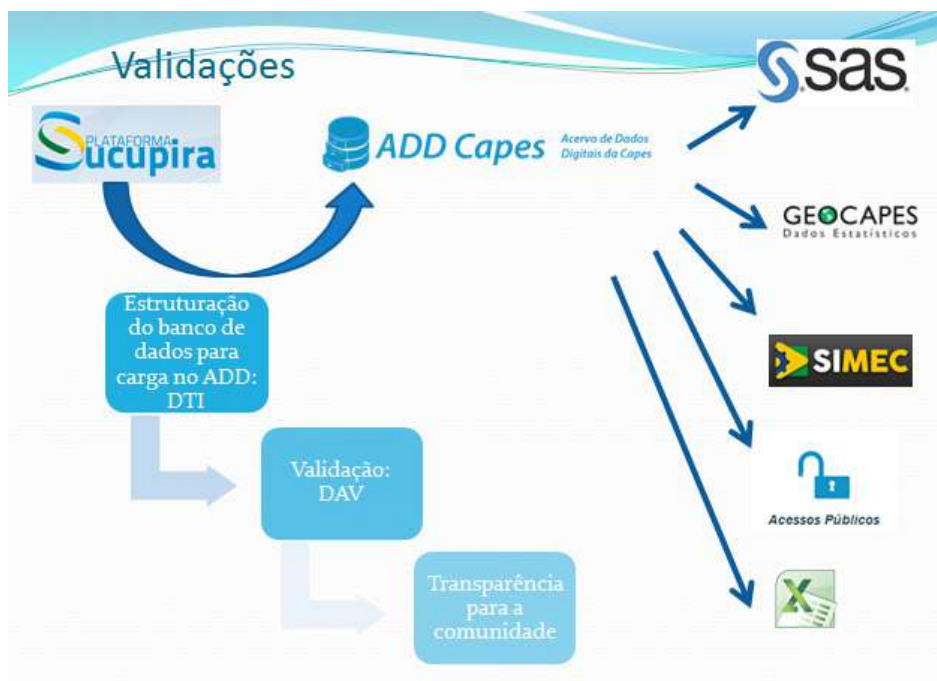 Validações
PLATAFORMA
Sucupira
ADD Capes
Acervo de Dados
Digitais da Capes
sas.
GEOCAPES
Dados Estatísticos
SIMEC
Acessos Públicos
Estruturação
do banco de
dados para
carga no ADD:
DTI
Validação:
DAV
Transparência
para a
comunidade